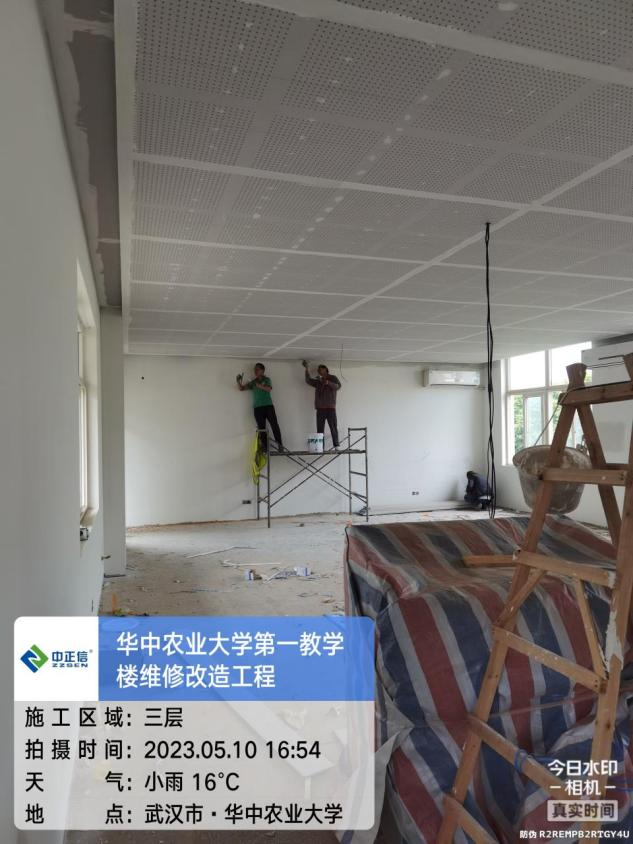 中正信®
ZZGEN
华中农业大学第一教学
楼维修改造工程
施工区域：三层
拍摄时间：2023.05.10 16:54
天气：小雨 16℃
地点：武汉市·华中农业大学
今日水印
相机
真实时间
防伪 R2REMPB2RTGY4U